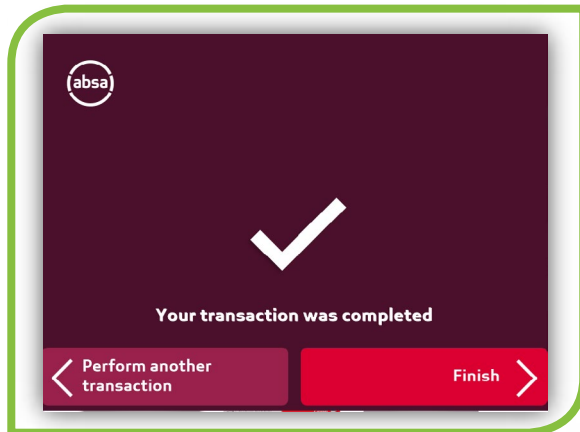 absa
Your transaction was completed
Perform another
transaction
Finish